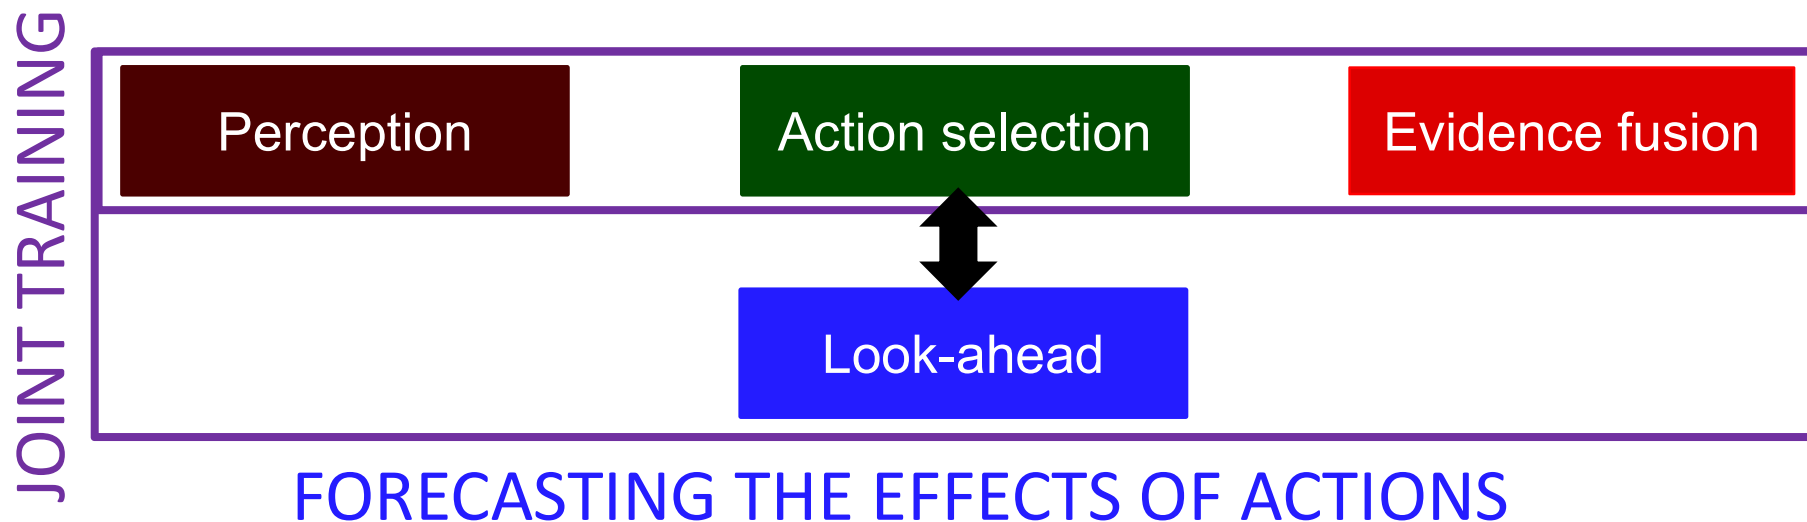 JOINT TRAINING
Perception
Action selection
Evidence fusion
Look-ahead
FORECASTING THE EFFECTS OF ACTIONS